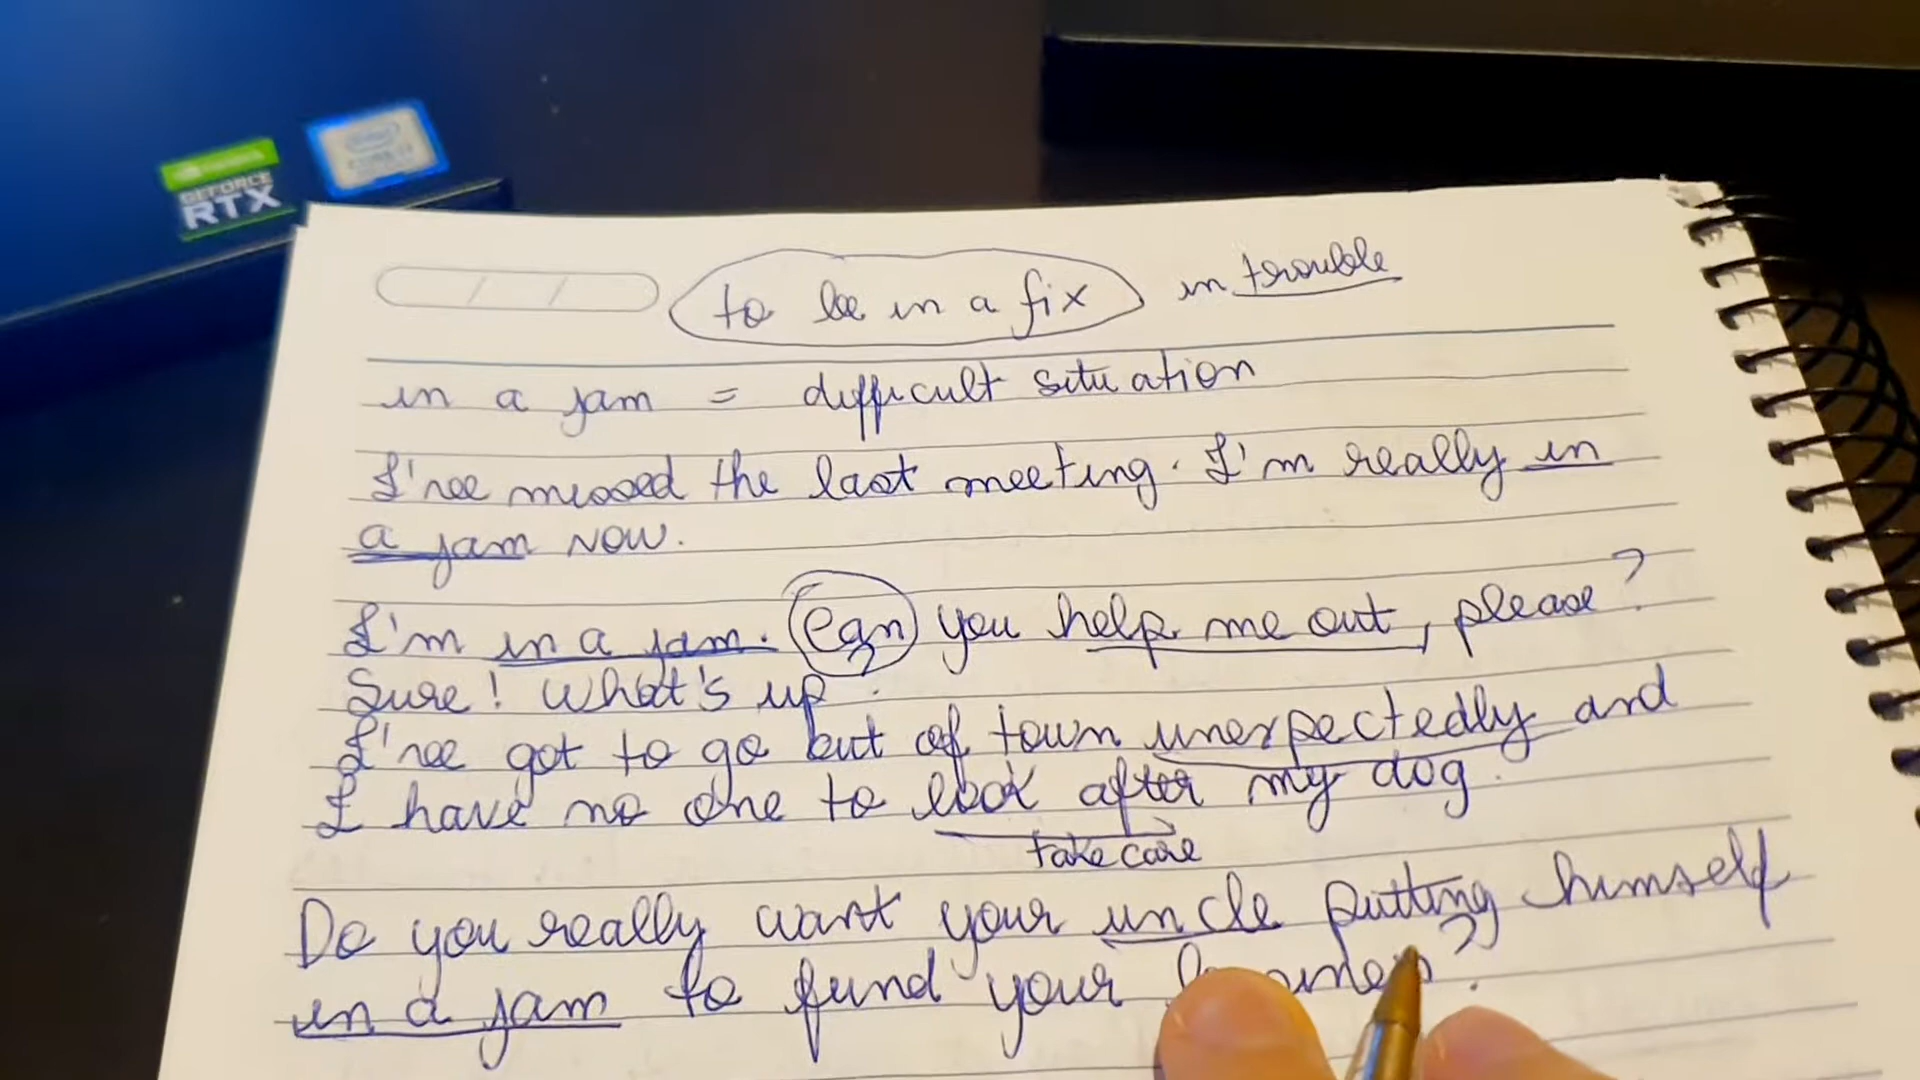 GEFORCE
RTX
intel
CORE i7
to be in a fix in trouble
in a jam = difficult situation
I've missed the last meeting. I'm really in
a jam now.
I'm in a jam. Can you help me out, please?
Sure! What's up
I've got to go out of town unexpectedly and
I have no one to look after my dog.
take care
Do you really want your uncle putting himself
in a jam to fund your ?